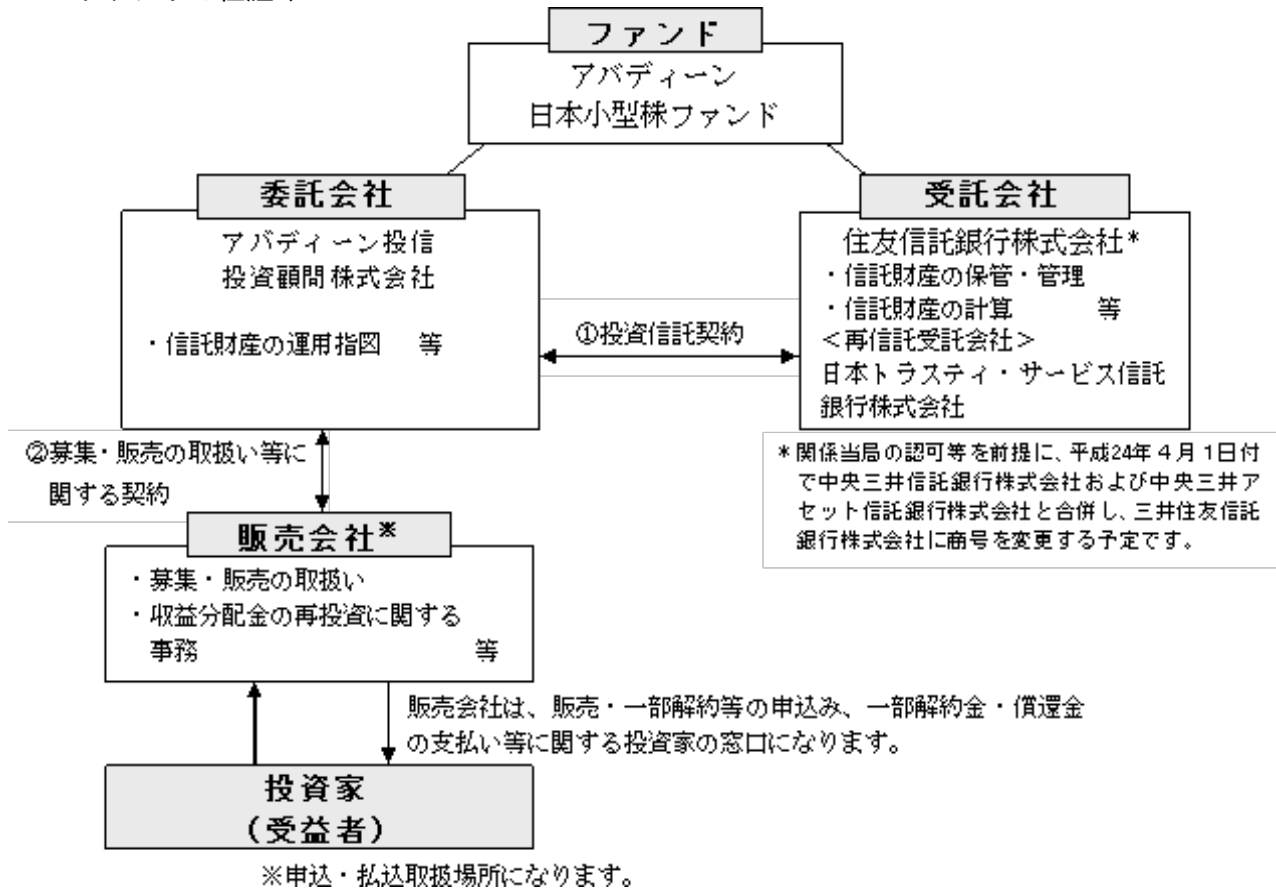 ファンド
アバディーン
日本小型株ファンド
委託会社
アバディーン投信
投資顧問株式会社
・信託財産の運用指図 等
①投資信託契約
受託会社
住友信託銀行株式会社*
・信託財産の保管・管理
・信託財産の計算 等
<再信託受託会社>
日本トラスティ・サービス信託
銀行株式会社
*関係当局の認可等を前提に、平成24年4月1日付
で中央三井信託銀行株式会社および中央三井ア
セット信託銀行株式会社と合併し、三井住友信託
銀行株式会社に商号を変更する予定です。
②募集・販売の取扱い等に
関する契約
販売会社※
・募集・販売の取扱い
・収益分配金の再投資に関する
事務 等
販売会社は、販売・一部解約等の申込み、一部解約金・償還金
の支払い等に関する投資家の窓口になります。
投資家
(受益者)
※申込・払込取扱場所になります。